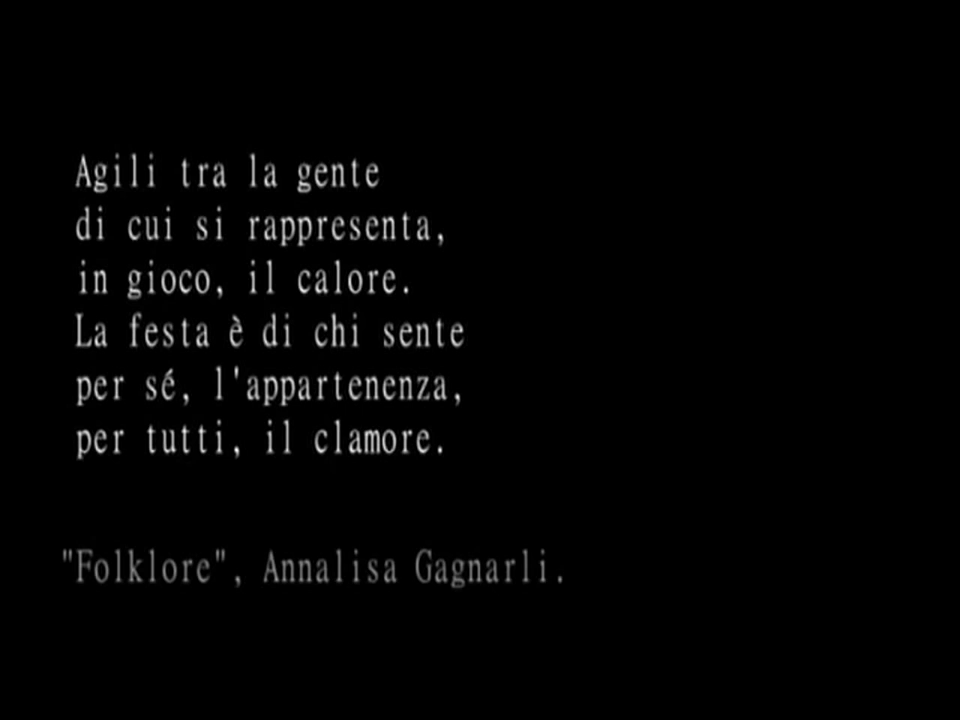 Agili tra la gente
di cui si rappresenta,
in gioco, il calore.
La festa è di chi sente
per sé, l'appartenenza,
per tutti, il clamore.
"Folklore", Annalisa Gagnarli.